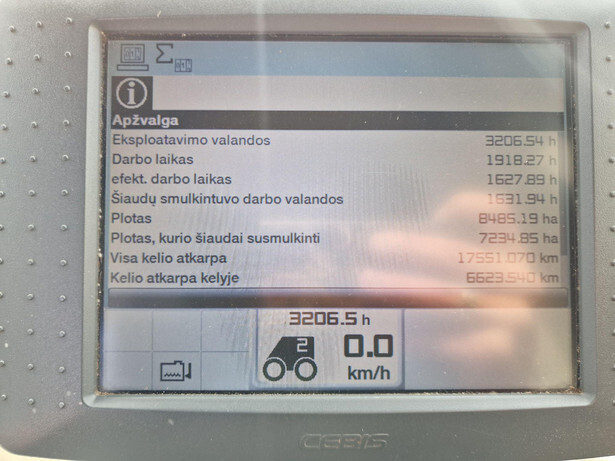 Apžvalga
Eksploatavimo valandos 3206.54 h
Darbo laikas 1918.27 h
efekt. darbo laikas 1627.89 h
Šiaudų smulkintuvo darbo valandos 1631.94 h
Plotas 8485.19 ha
Plotas, kurio šiaudai susmulkinti 7234.85 ha
Visa kelio atkarpa 17551.070 km
Kelio atkarpa kelyje 6623.540 km
3206.5 h
2 0.0
km/h
CEBIS